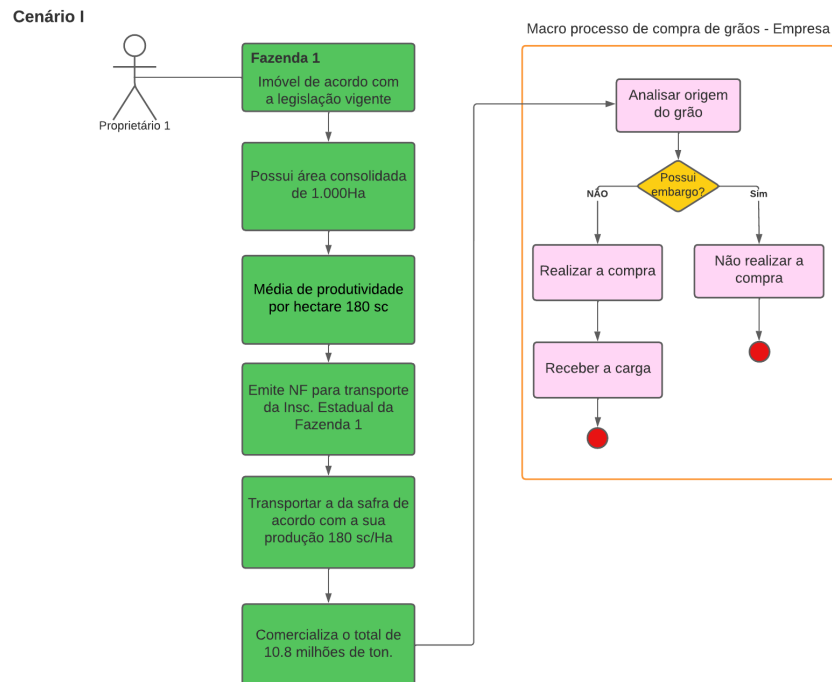 Cenário I
Proprietário 1
Fazenda 1
Imóvel de acordo com
a legislação vigente
Possui área consolidada
de 1.000Ha
Média de produtividade
por hectare 180 sc
Emite NF para transporte
da Insc. Estadual da
Fazenda 1
Transportar a da safra de
acordo com a sua
produção 180 sc/Ha
Comercializa o total de
10.8 milhões de ton.
Macro processo de compra de grãos - Empresa
Analisar origem
do grão
Possui
embargo?
NÃO
Sim
Realizar a compra
Não realizar a
compra
Receber a carga